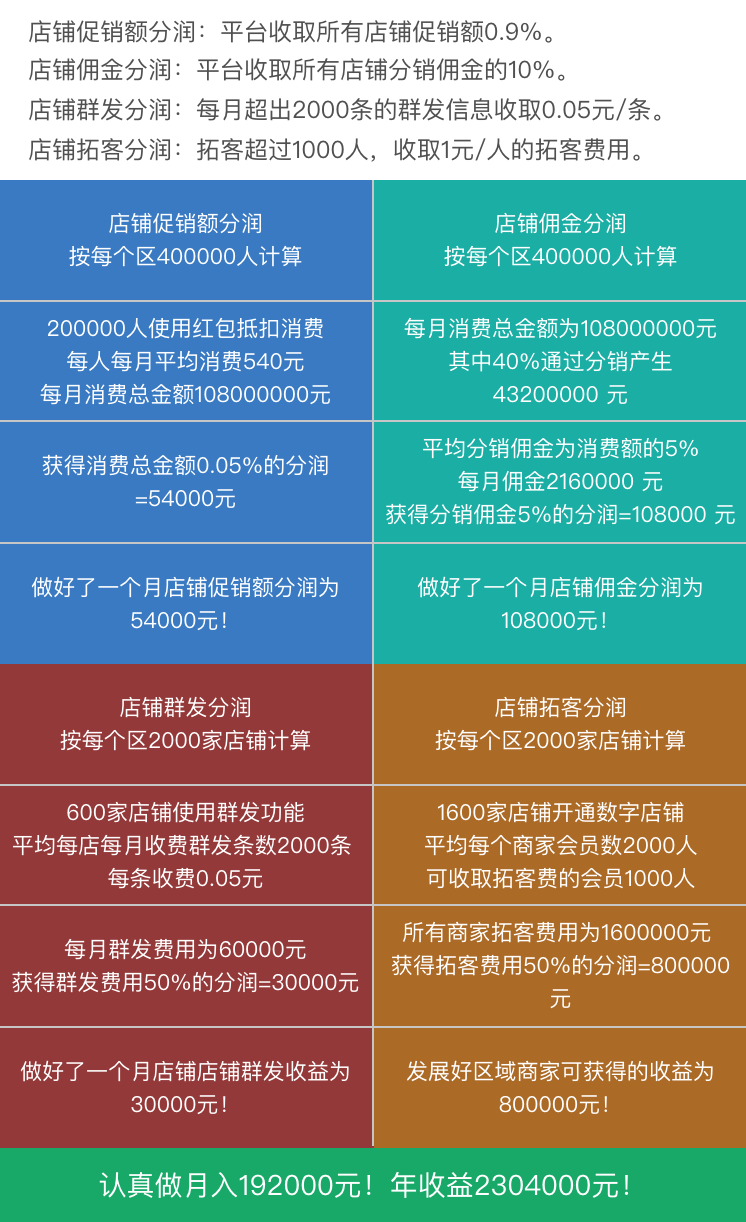 店铺促销额分润：平台收取所有店铺促销额0.9%。
店铺佣金分润：平台收取所有店铺分销佣金的10%。
店铺群发分润：每月超出2000条的群发信息收取0.05元/条。
店铺拓客分润：拓客超过1000人，收取1元/人的拓客费用。
店铺促销额分润
按每个区400000人计算
店铺佣金分润
按每个区400000人计算
200000人使用红包抵扣消费
每人每月平均消费540元
每月消费总金额108000000元
每月消费总金额为108000000元
其中40%通过分销产生
43200000 元
获得消费总金额0.05%的分润
=54000元
平均分销佣金为消费额的5%
每月佣金2160000 元
获得分销佣金5%的分润=108000 元
做好了一个月店铺促销额分润为
54000元！
做好了一个月店铺佣金分润为
108000元！
店铺群发分润
按每个区2000家店铺计算
店铺拓客分润
按每个区2000家店铺计算
600家店铺使用群发功能
平均每店每月收费群发条数2000条
每条收费0.05元
1600家店铺开通数字店铺
平均每个商家会员数2000人
可收取拓客费的会员1000人
每月群发费用为60000元
获得群发费用50%的分润=30000元
所有商家拓客费用为1600000元
获得拓客费用50%的分润=800000
元
做好了一个月店铺店铺群发收益为
30000元！
发展好区域商家可获得的收益为
800000元！
认真做月入192000元！年收益2304000元！